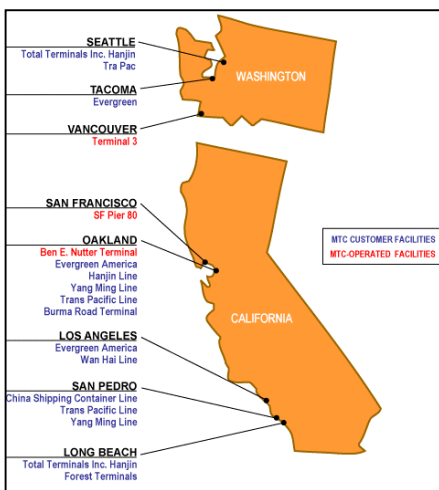 SEATTLE
Total Terminals Inc. Hanjin
Tra Pac
WASHINGTON
TACOMA
Evergreen
VANCOUVER
Terminal 3
SAN FRANCISCO
SF Pier 80
OAKLAND
Ben E. Nutter Terminal
Evergreen America
Hanjin Line
Yang Ming Line
Trans Pacific Line
Burma Road Terminal
MTC CUSTOMER FACILITIES
MTC-OPERATED FACILITIES
CALIFORNIA
LOS ANGELES
Evergreen America
Wan Hai Line
SAN PEDRO
China Shipping Container Line
Trans Pacific Line
Yang Ming Line
LONG BEACH
Total Terminals Inc. Hanjin
Forest Terminals